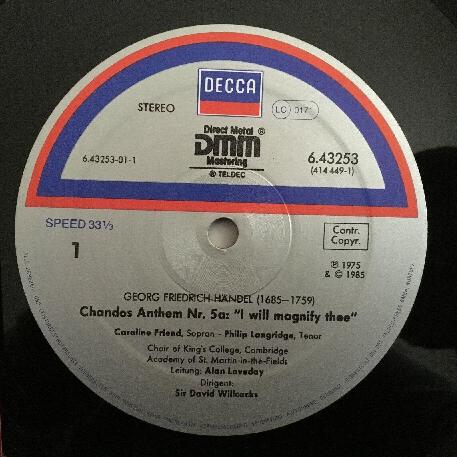 DECCA
STEREO
LC 0171
Direct Metal ®
DMM
Mastering
® TELDEC
6.43253-01-1
6.43253
(414 449-1)
SPEED 33⅓
1
Contr.
Copyr.
℗ 1975
& © 1985
GEORG FRIEDRICH HÄNDEL (1685—1759)
Chandos Anthem Nr. 5a: "I will magnify thee"
Caroline Friend, Sopran – Philip Langridge, Tenor
Choir of King's College, Cambridge
Academy of St. Martin-in-the-Fields
Leitung: Alan Loveday
Dirigent:
Sir David Willcocks